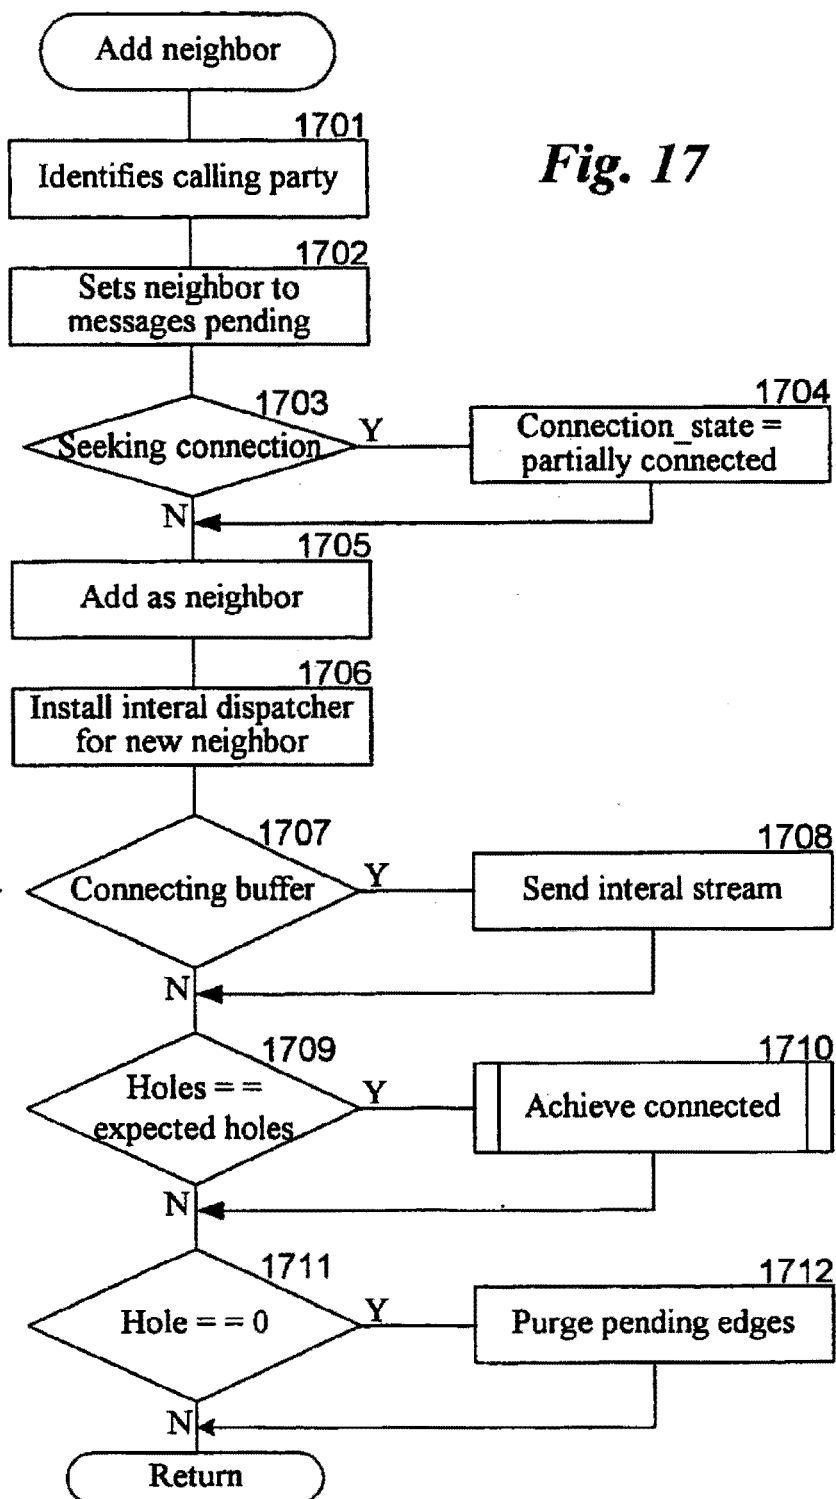 Add neighbor
Fig. 17
1701
Identifies calling party
1702
Sets neighbor to
messages pending
1703
Seeking connection
Y
1704
Connection_state =
partially connected
N
1705
Add as neighbor
1706
Install interal dispatcher
for new neighbor
1707
Connecting buffer
Y
1708
Send interal stream
N
1709
Holes = =
expected holes
Y
1710
Achieve connected
N
1711
Hole = = 0
Y
1712
Purge pending edges
N
Return